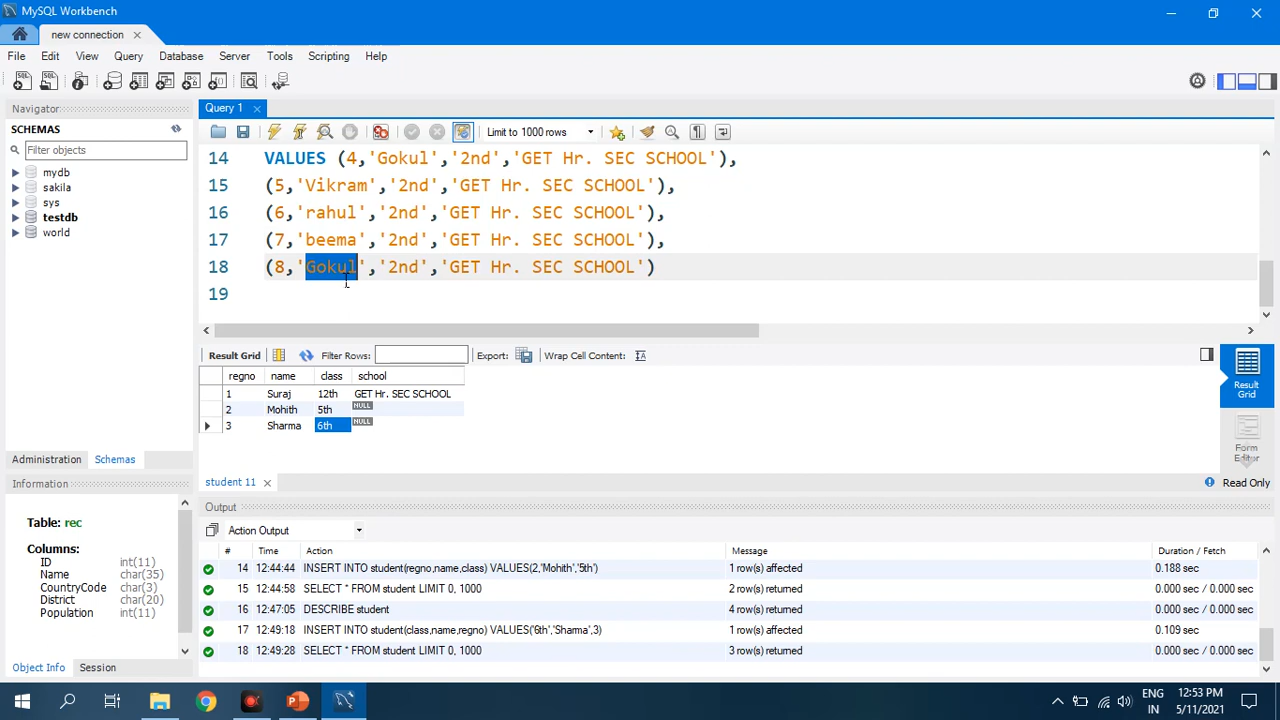 MySQL Workbench
new connection
File Edit View Query Database Server Tools Scripting Help
Navigator
SCHEMAS
Filter objects
mydb
sakila
sys
testdb
world
Administration Schemas
Information
Table: rec
Columns:
ID int(11)
Name char(35)
CountryCode char(3)
District char(20)
Population int(11)
Object Info Session
Query 1
Limit to 1000 rows
14 VALUES (4,'Gokul','2nd','GET Hr. SEC SCHOOL'),
15 (5,'Vikram','2nd','GET Hr. SEC SCHOOL'),
16 (6,'rahul','2nd','GET Hr. SEC SCHOOL'),
17 (7,'beema','2nd','GET Hr. SEC SCHOOL'),
18 (8,'Gokul','2nd','GET Hr. SEC SCHOOL')
19
Result Grid Filter Rows: Export: Wrap Cell Content:
regno name class school
1 Suraj 12th GET Hr. SEC SCHOOL
2 Mohith 5th NULL
3 Sharma 6th NULL
Result
Grid
Form
Editor
student 11
Read Only
Output
Action Output
# Time Action Message Duration / Fetch
14 12:44:44 INSERT INTO student(regno,name,class) VALUES(2,'Mohith','5th') 1 row(s) affected 0.188 sec
15 12:44:58 SELECT * FROM student LIMIT 0, 1000 2 row(s) returned 0.000 sec / 0.000 sec
16 12:47:05 DESCRIBE student 4 row(s) returned 0.000 sec / 0.000 sec
17 12:49:18 INSERT INTO student(class,name,regno) VALUES('6th','Sharma',3) 1 row(s) affected 0.109 sec
18 12:49:28 SELECT * FROM student LIMIT 0, 1000 3 row(s) returned 0.000 sec / 0.000 sec
ENG
IN
12:53 PM
5/11/2021